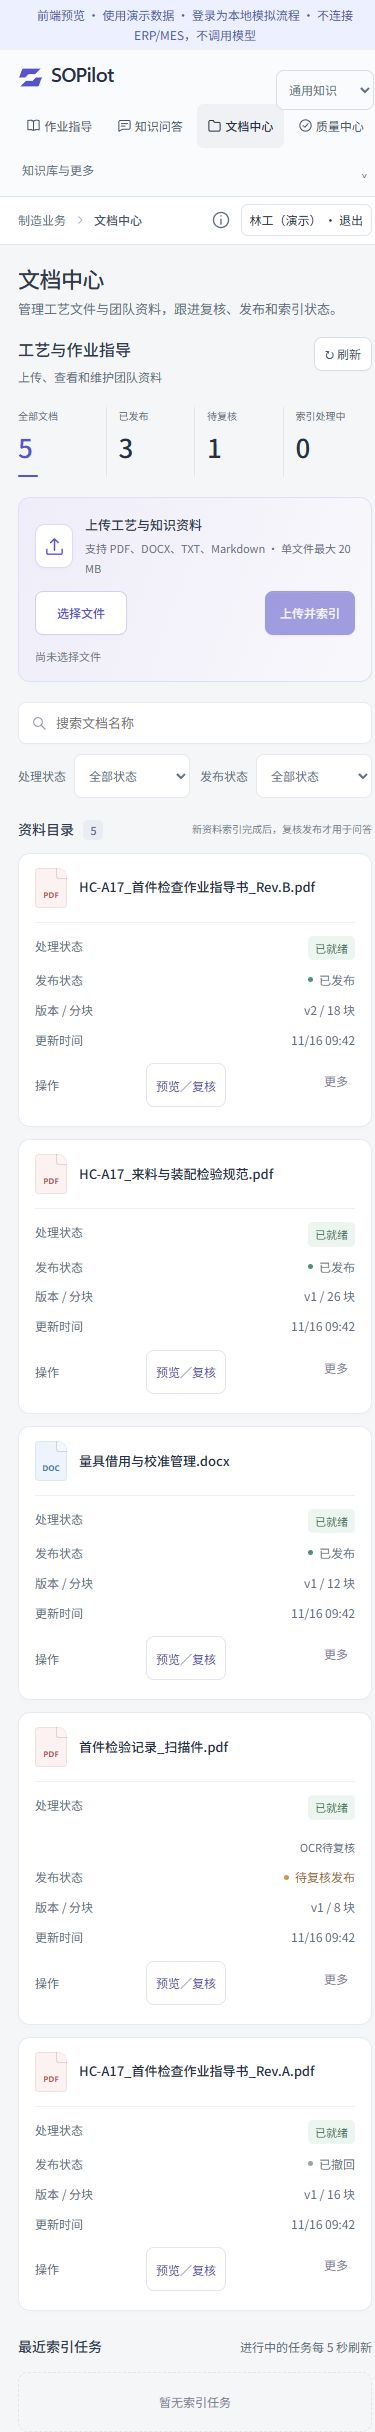 前端预览 • 使用演示数据 • 登录为本地模拟流程 • 不连接
ERP/MES，不调用模型
SOPilot
通用知识
作业指导 知识问答 文档中心 质量中心
知识库与更多
制造业务 > 文档中心
林工（演示） • 退出
文档中心
管理工艺文件与团队资料，跟进复核、发布和索引状态。
工艺与作业指导
↻ 刷新
上传、查看和维护团队资料
全部文档 已发布 待复核 索引处理中
5 3 1 0
上传工艺与知识资料
支持 PDF、DOCX、TXT、Markdown • 单文件最大 20
MB
选择文件 上传并索引
尚未选择文件
搜索文档名称
处理状态 全部状态 发布状态 全部状态
资料目录 5 新资料索引完成后，复核发布才用于问答
PDF HC-A17_首件检查作业指导书_Rev.B.pdf
处理状态 已就绪
发布状态 • 已发布
版本 / 分块 v2 / 18 块
更新时间 11/16 09:42
操作 预览／复核 更多
PDF HC-A17_来料与装配检验规范.pdf
处理状态 已就绪
发布状态 • 已发布
版本 / 分块 v1 / 26 块
更新时间 11/16 09:42
操作 预览／复核 更多
DOC 量具借用与校准管理.docx
处理状态 已就绪
发布状态 • 已发布
版本 / 分块 v1 / 12 块
更新时间 11/16 09:42
操作 预览／复核 更多
PDF 首件检验记录_扫描件.pdf
处理状态 已就绪
OCR待复核
发布状态 • 待复核发布
版本 / 分块 v1 / 8 块
更新时间 11/16 09:42
操作 预览／复核 更多
PDF HC-A17_首件检查作业指导书_Rev.A.pdf
处理状态 已就绪
发布状态 • 已撤回
版本 / 分块 v1 / 16 块
更新时间 11/16 09:42
操作 预览／复核 更多
最近索引任务 进行中的任务每 5 秒刷新
暂无索引任务